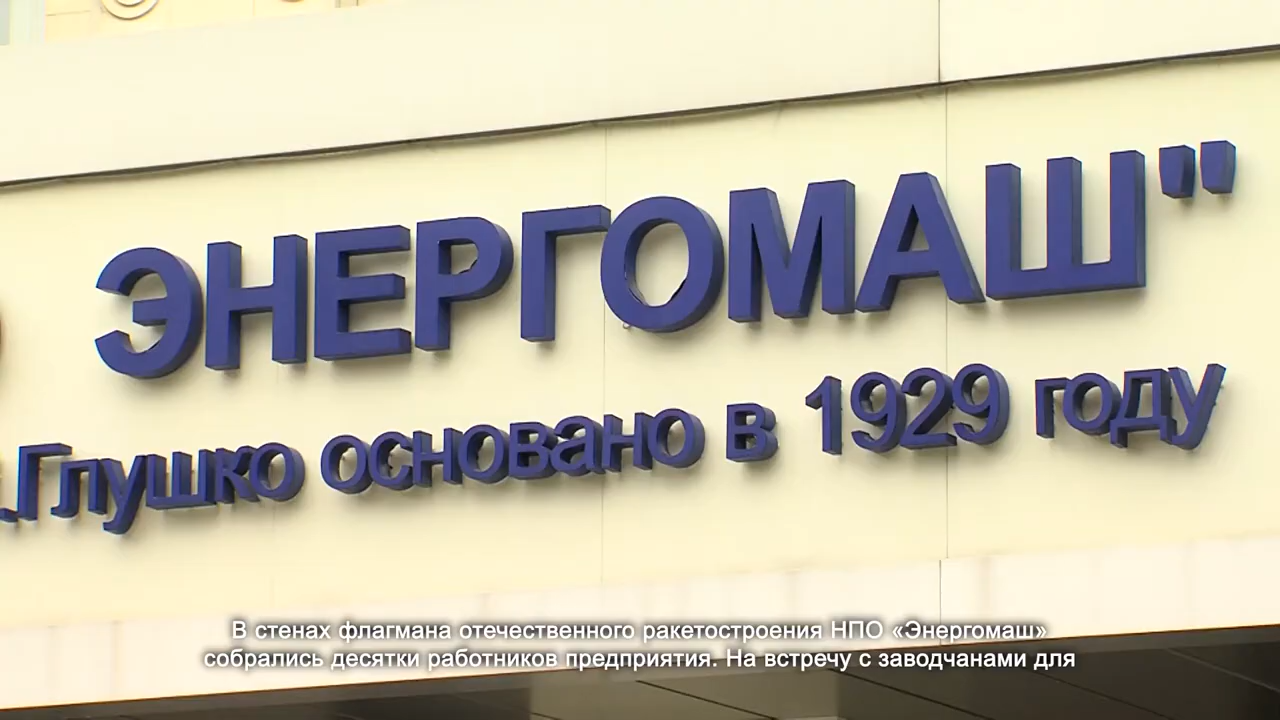 ЭНЕРГОМАШ"
.Глушко основано в 1929 году
В стенах флагмана отечественного ракетостроения НПО «Энергомаш»
собрались десятки работников предприятия. На встречу с заводчанами для